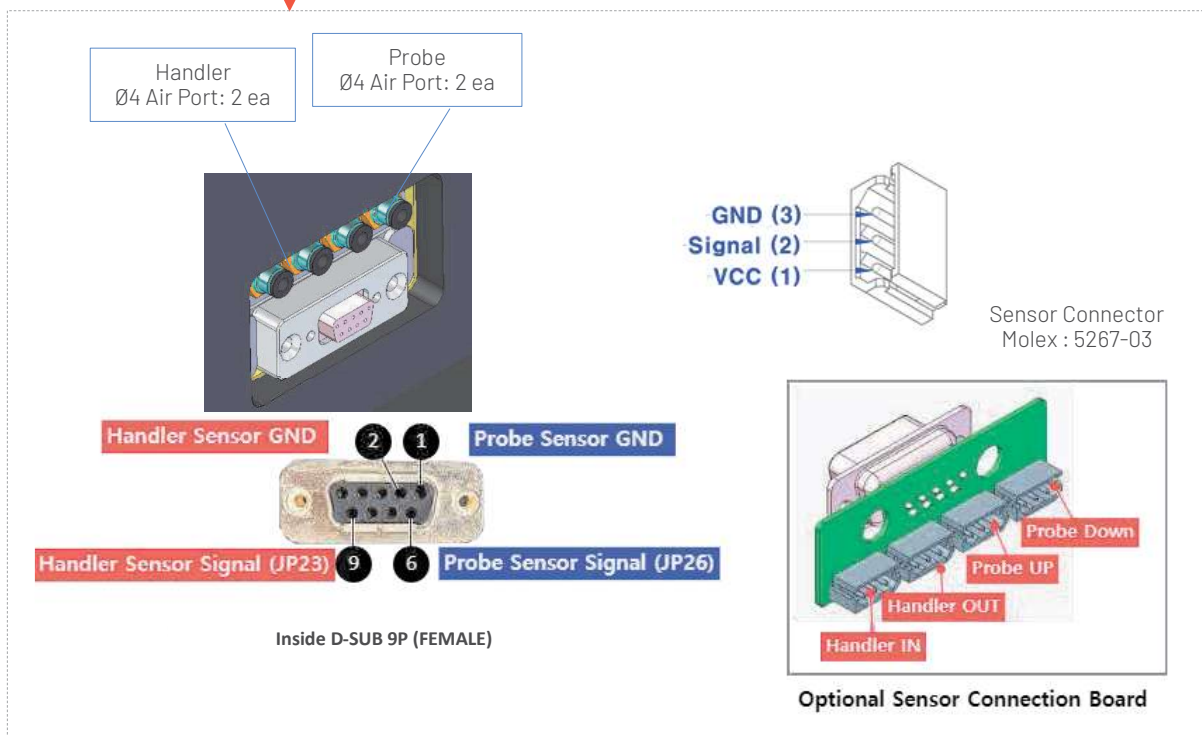 Handler
Ø4 Air Port: 2 ea
Probe
Ø4 Air Port: 2 ea
GND (3)
Signal (2)
VCC (1)
Sensor Connector
Molex : 5267-03
Handler Sensor GND
2
1
Probe Sensor GND
Handler Sensor Signal (JP23)
9
6
Probe Sensor Signal (JP26)
Inside D-SUB 9P (FEMALE)
Probe Down
Probe UP
Handler OUT
Handler IN
Optional Sensor Connection Board